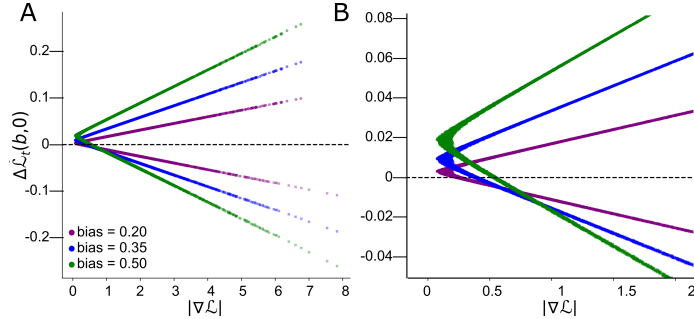 A
B
0.2
0.1
0
-0.1
-0.2
Δℒ̂ₜ(b,0)
bias = 0.20
bias = 0.35
bias = 0.50
0 1 2 3 4 5 6 7 8
|∇ℒ|
0.08
0.06
0.04
0.02
0
-0.02
-0.04
0 0.5 1 1.5 2
|∇ℒ|